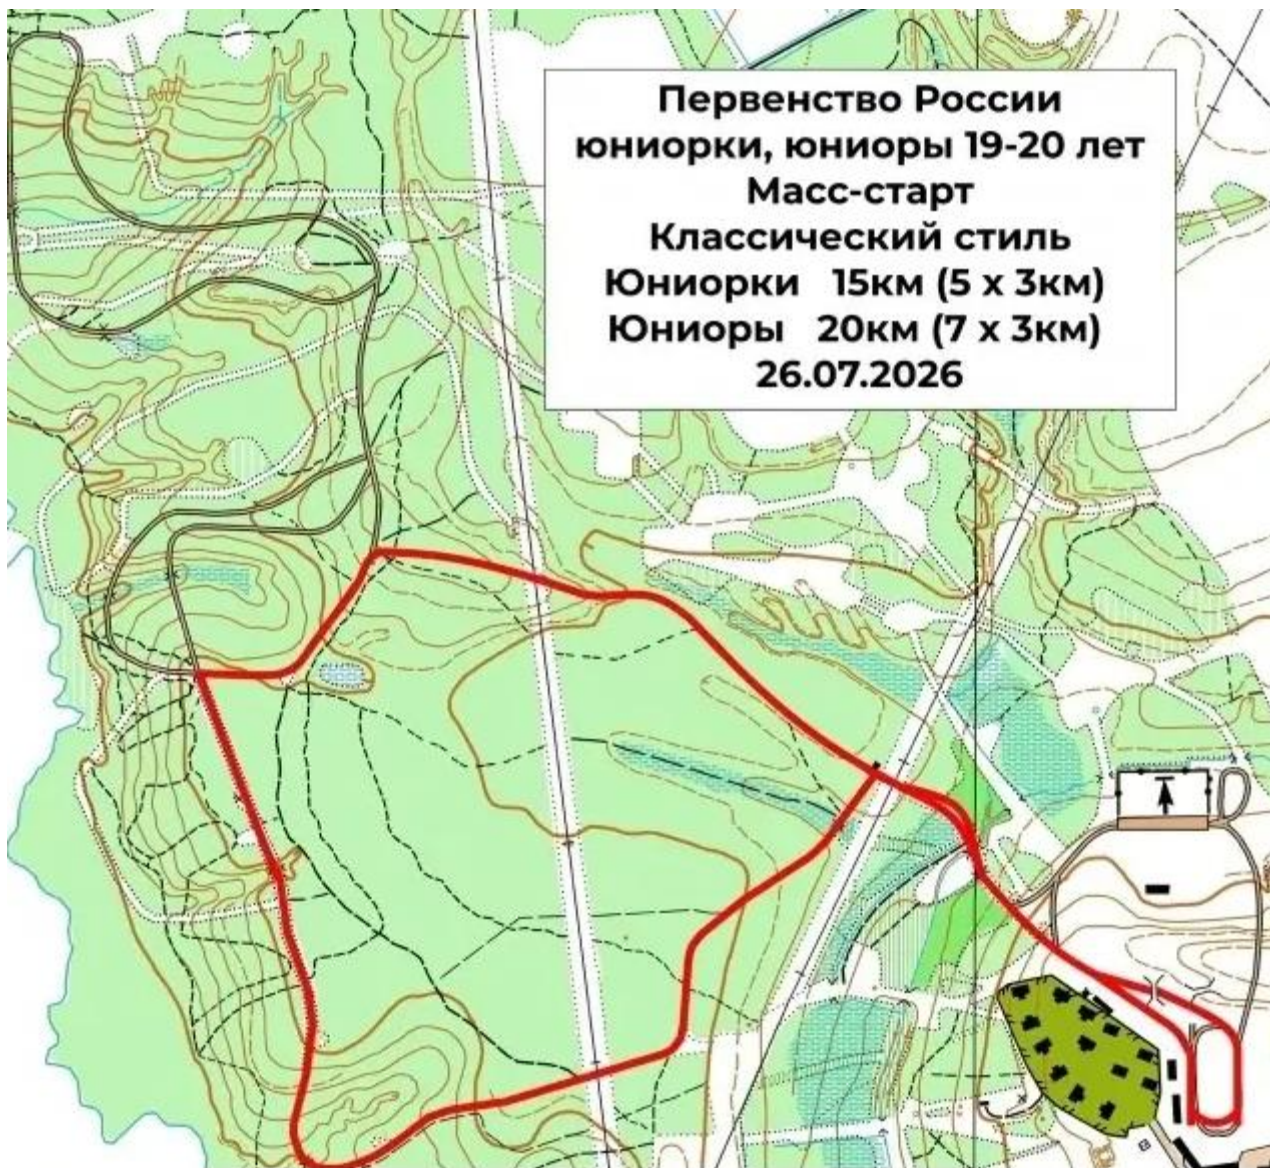 Первенство России
юниорки, юниоры 19-20 лет
Масс-старт
Классический стиль
Юниорки 15км (5 х 3км)
Юниоры 20км (7 х 3км)
26.07.2026